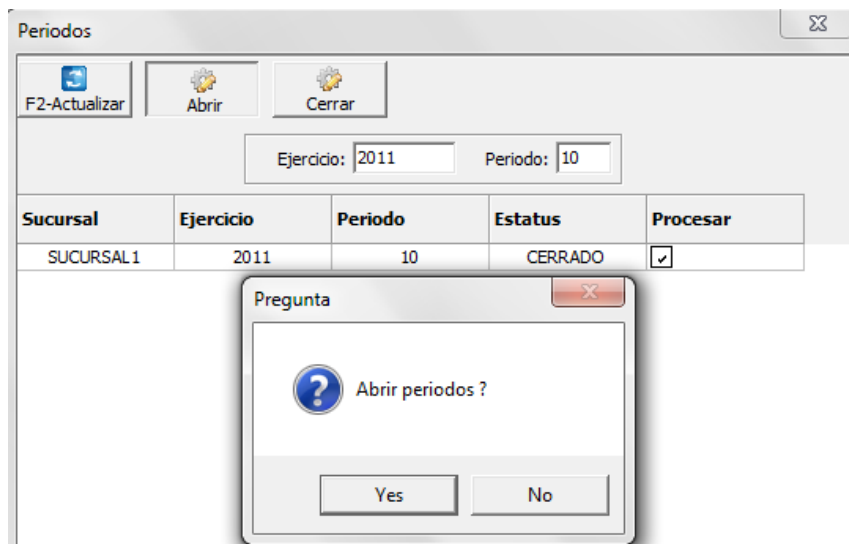 Periodos
F2-Actualizar Abrir Cerrar
Ejercicio: 2011 Periodo: 10
Sucursal Ejercicio Periodo Estatus Procesar
SUCURSAL1 2011 10 CERRADO
Pregunta
Abrir periodos ?
Yes No